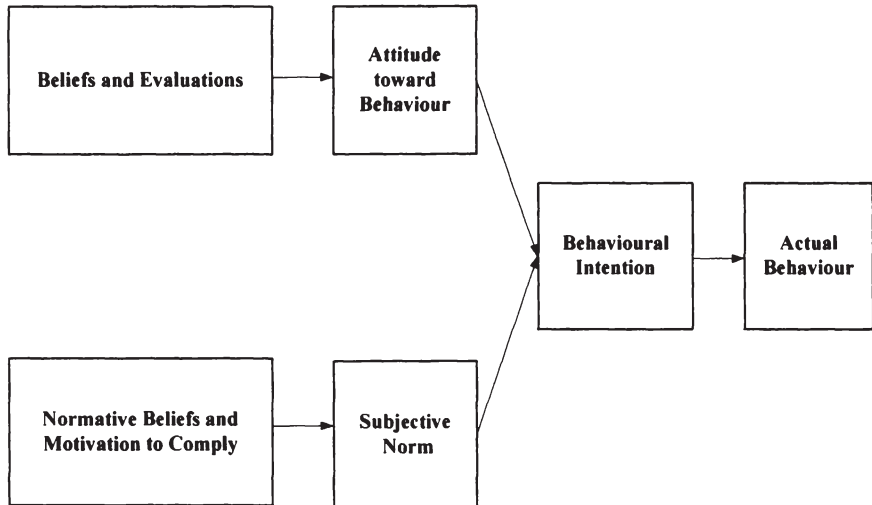 Beliefs and Evaluations
Attitude
toward
Behaviour
Behavioural
Intention
Actual
Behaviour
Normative Beliefs and
Motivation to Comply
Subjective
Norm